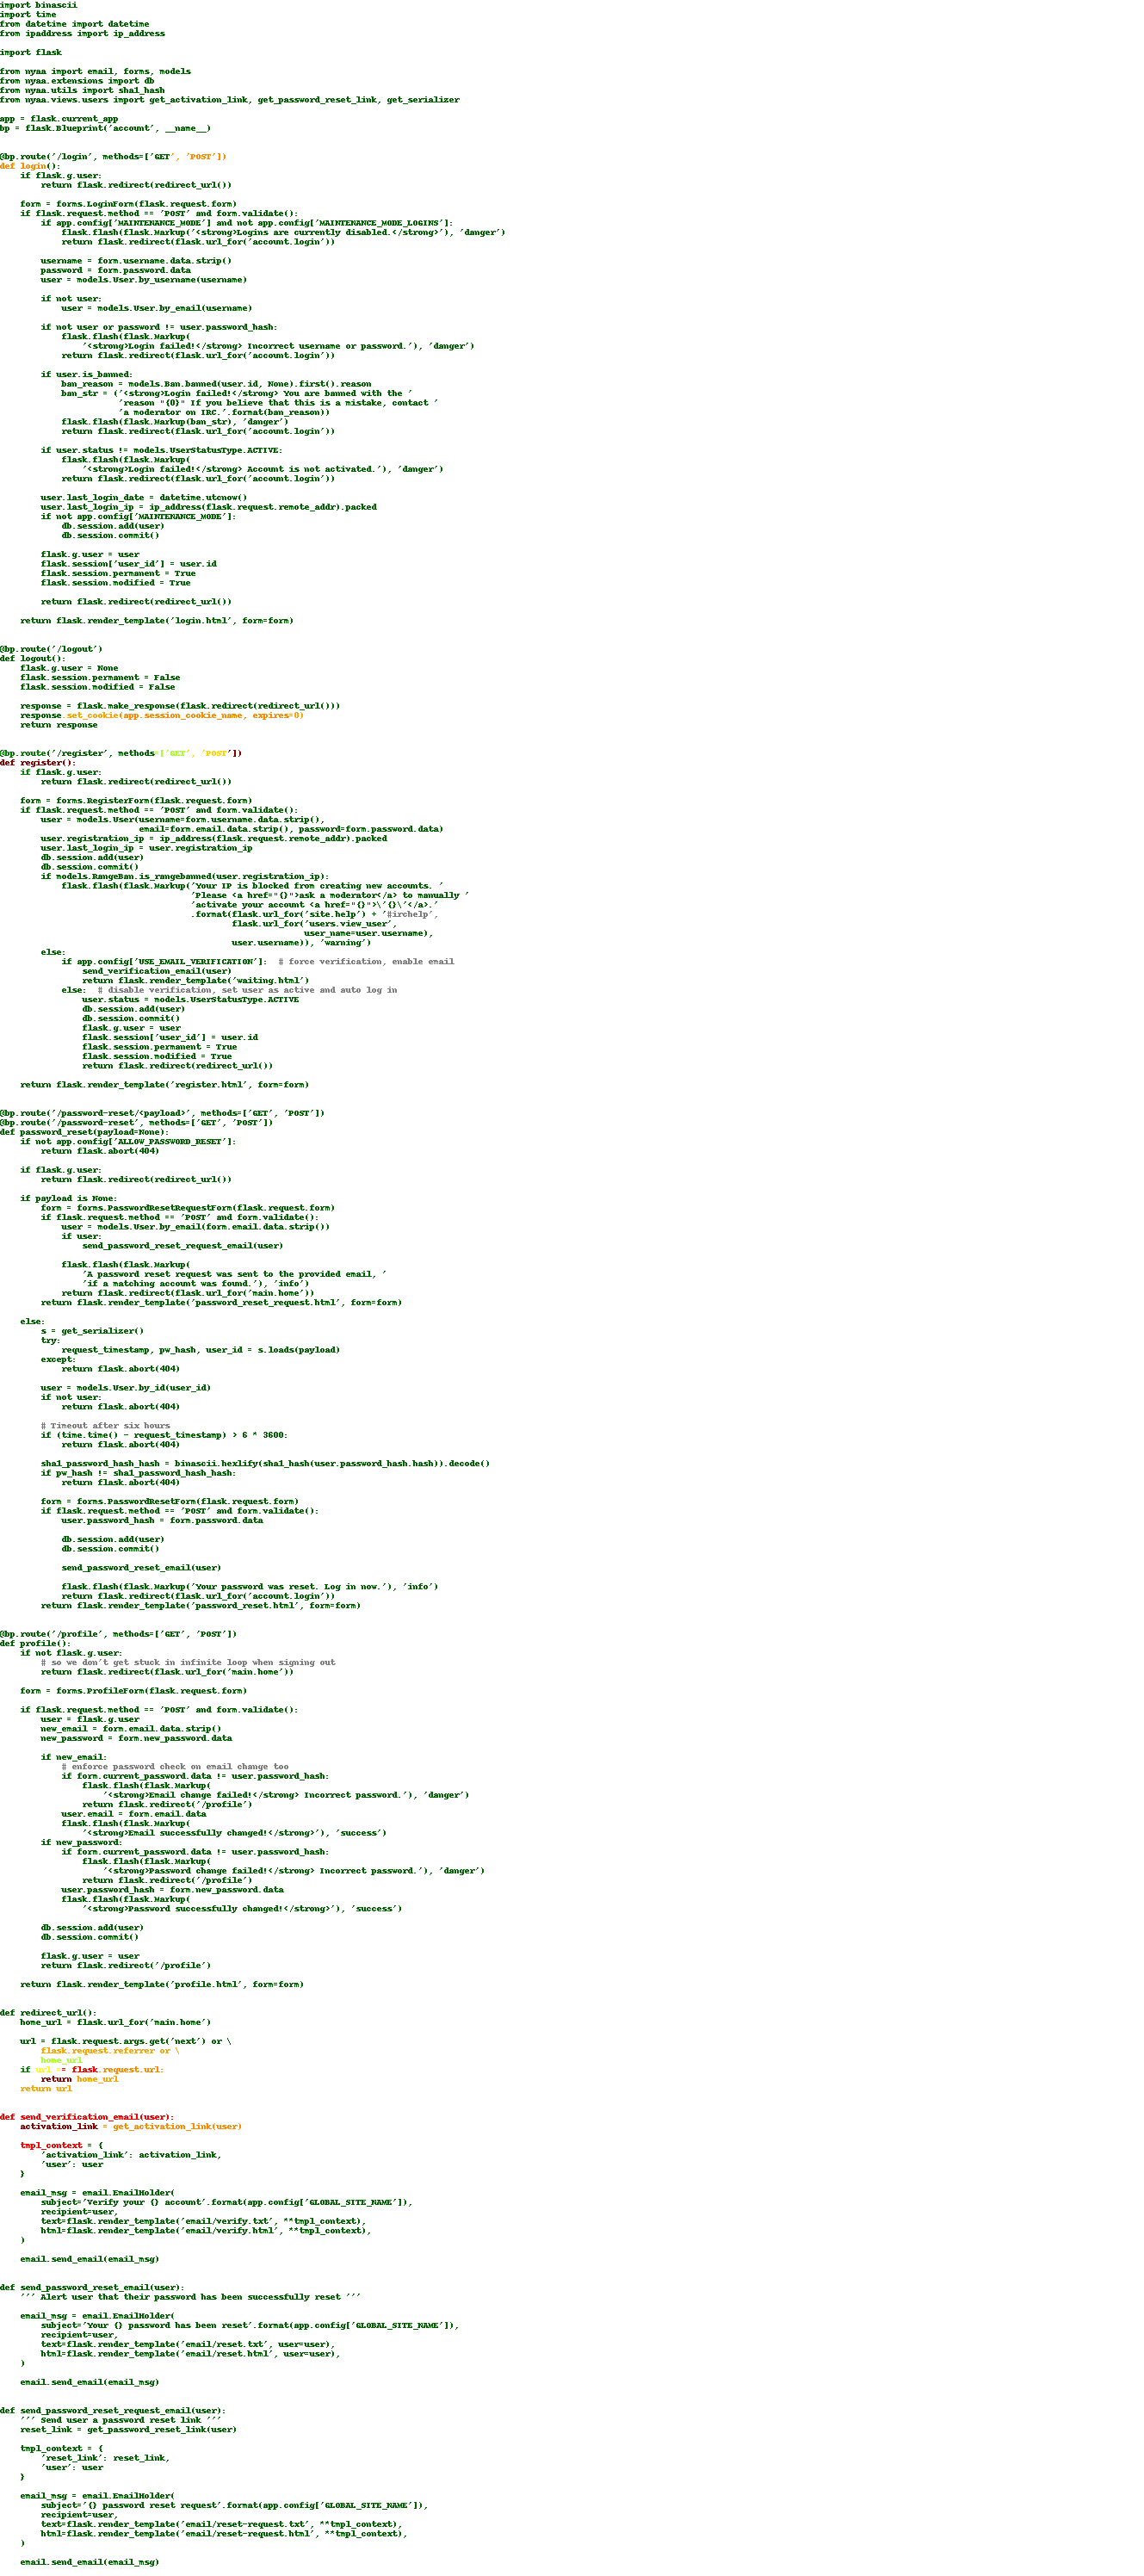 import binascii
import time
from datetime import datetime
from ipaddress import ip_address

import flask

from nyaa import email, forms, models
from nyaa.extensions import db
from nyaa.utils import sha1_hash
from nyaa.views.users import get_activation_link, get_password_reset_link, get_serializer

app = flask.current_app
bp = flask.Blueprint('account', __name__)


@bp.route('/login', methods=['GET', 'POST'])
def login():
    if flask.g.user:
        return flask.redirect(redirect_url())

    form = forms.LoginForm(flask.request.form)
    if flask.request.method == 'POST' and form.validate():
        if app.config['MAINTENANCE_MODE'] and not app.config['MAINTENANCE_MODE_LOGINS']:
            flask.flash(flask.Markup('<strong>Logins are currently disabled.</strong>'), 'danger')
            return flask.redirect(flask.url_for('account.login'))

        username = form.username.data.strip()
        password = form.password.data
        user = models.User.by_username(username)

        if not user:
            user = models.User.by_email(username)

        if not user or password != user.password_hash:
            flask.flash(flask.Markup(
                '<strong>Login failed!</strong> Incorrect username or password.'), 'danger')
            return flask.redirect(flask.url_for('account.login'))

        if user.is_banned:
            ban_reason = models.Ban.banned(user.id, None).first().reason
            ban_str = ('<strong>Login failed!</strong> You are banned with the '
                       'reason "{0}" If you believe that this is a mistake, contact '
                       'a moderator on IRC.'.format(ban_reason))
            flask.flash(flask.Markup(ban_str), 'danger')
            return flask.redirect(flask.url_for('account.login'))

        if user.status != models.UserStatusType.ACTIVE:
            flask.flash(flask.Markup(
                '<strong>Login failed!</strong> Account is not activated.'), 'danger')
            return flask.redirect(flask.url_for('account.login'))

        user.last_login_date = datetime.utcnow()
        user.last_login_ip = ip_address(flask.request.remote_addr).packed
        if not app.config['MAINTENANCE_MODE']:
            db.session.add(user)
            db.session.commit()

        flask.g.user = user
        flask.session['user_id'] = user.id
        flask.session.permanent = True
        flask.session.modified = True

        return flask.redirect(redirect_url())

    return flask.render_template('login.html', form=form)


@bp.route('/logout')
def logout():
    flask.g.user = None
    flask.session.permanent = False
    flask.session.modified = False

    response = flask.make_response(flask.redirect(redirect_url()))
    response.set_cookie(app.session_cookie_name, expires=0)
    return response


@bp.route('/register', methods=['GET', 'POST'])
def register():
    if flask.g.user:
        return flask.redirect(redirect_url())

    form = forms.RegisterForm(flask.request.form)
    if flask.request.method == 'POST' and form.validate():
        user = models.User(username=form.username.data.strip(),
                           email=form.email.data.strip(), password=form.password.data)
        user.registration_ip = ip_address(flask.request.remote_addr).packed
        user.last_login_ip = user.registration_ip
        db.session.add(user)
        db.session.commit()
        if models.RangeBan.is_rangebanned(user.registration_ip):
            flask.flash(flask.Markup('Your IP is blocked from creating new accounts. '
                                     'Please <a href="{}">ask a moderator</a> to manually '
                                     'activate your account <a href="{}">\'{}\'</a>.'
                                     .format(flask.url_for('site.help') + '#irchelp',
                                             flask.url_for('users.view_user',
                                                           user_name=user.username),
                                             user.username)), 'warning')
        else:
            if app.config['USE_EMAIL_VERIFICATION']:  # force verification, enable email
                send_verification_email(user)
                return flask.render_template('waiting.html')
            else:  # disable verification, set user as active and auto log in
                user.status = models.UserStatusType.ACTIVE
                db.session.add(user)
                db.session.commit()
                flask.g.user = user
                flask.session['user_id'] = user.id
                flask.session.permanent = True
                flask.session.modified = True
                return flask.redirect(redirect_url())

    return flask.render_template('register.html', form=form)


@bp.route('/password-reset/<payload>', methods=['GET', 'POST'])
@bp.route('/password-reset', methods=['GET', 'POST'])
def password_reset(payload=None):
    if not app.config['ALLOW_PASSWORD_RESET']:
        return flask.abort(404)

    if flask.g.user:
        return flask.redirect(redirect_url())

    if payload is None:
        form = forms.PasswordResetRequestForm(flask.request.form)
        if flask.request.method == 'POST' and form.validate():
            user = models.User.by_email(form.email.data.strip())
            if user:
                send_password_reset_request_email(user)

            flask.flash(flask.Markup(
                'A password reset request was sent to the provided email, '
                'if a matching account was found.'), 'info')
            return flask.redirect(flask.url_for('main.home'))
        return flask.render_template('password_reset_request.html', form=form)

    else:
        s = get_serializer()
        try:
            request_timestamp, pw_hash, user_id = s.loads(payload)
        except:
            return flask.abort(404)

        user = models.User.by_id(user_id)
        if not user:
            return flask.abort(404)

        # Timeout after six hours
        if (time.time() - request_timestamp) > 6 * 3600:
            return flask.abort(404)

        sha1_password_hash_hash = binascii.hexlify(sha1_hash(user.password_hash.hash)).decode()
        if pw_hash != sha1_password_hash_hash:
            return flask.abort(404)

        form = forms.PasswordResetForm(flask.request.form)
        if flask.request.method == 'POST' and form.validate():
            user.password_hash = form.password.data

            db.session.add(user)
            db.session.commit()

            send_password_reset_email(user)

            flask.flash(flask.Markup('Your password was reset. Log in now.'), 'info')
            return flask.redirect(flask.url_for('account.login'))
        return flask.render_template('password_reset.html', form=form)


@bp.route('/profile', methods=['GET', 'POST'])
def profile():
    if not flask.g.user:
        # so we don't get stuck in infinite loop when signing out
        return flask.redirect(flask.url_for('main.home'))

    form = forms.ProfileForm(flask.request.form)

    if flask.request.method == 'POST' and form.validate():
        user = flask.g.user
        new_email = form.email.data.strip()
        new_password = form.new_password.data

        if new_email:
            # enforce password check on email change too
            if form.current_password.data != user.password_hash:
                flask.flash(flask.Markup(
                    '<strong>Email change failed!</strong> Incorrect password.'), 'danger')
                return flask.redirect('/profile')
            user.email = form.email.data
            flask.flash(flask.Markup(
                '<strong>Email successfully changed!</strong>'), 'success')
        if new_password:
            if form.current_password.data != user.password_hash:
                flask.flash(flask.Markup(
                    '<strong>Password change failed!</strong> Incorrect password.'), 'danger')
                return flask.redirect('/profile')
            user.password_hash = form.new_password.data
            flask.flash(flask.Markup(
                '<strong>Password successfully changed!</strong>'), 'success')

        db.session.add(user)
        db.session.commit()

        flask.g.user = user
        return flask.redirect('/profile')

    return flask.render_template('profile.html', form=form)


def redirect_url():
    home_url = flask.url_for('main.home')

    url = flask.request.args.get('next') or \
        flask.request.referrer or \
        home_url
    if url == flask.request.url:
        return home_url
    return url


def send_verification_email(user):
    activation_link = get_activation_link(user)

    tmpl_context = {
        'activation_link': activation_link,
        'user': user
    }

    email_msg = email.EmailHolder(
        subject='Verify your {} account'.format(app.config['GLOBAL_SITE_NAME']),
        recipient=user,
        text=flask.render_template('email/verify.txt', **tmpl_context),
        html=flask.render_template('email/verify.html', **tmpl_context),
    )

    email.send_email(email_msg)


def send_password_reset_email(user):
    ''' Alert user that their password has been successfully reset '''

    email_msg = email.EmailHolder(
        subject='Your {} password has been reset'.format(app.config['GLOBAL_SITE_NAME']),
        recipient=user,
        text=flask.render_template('email/reset.txt', user=user),
        html=flask.render_template('email/reset.html', user=user),
    )

    email.send_email(email_msg)


def send_password_reset_request_email(user):
    ''' Send user a password reset link '''
    reset_link = get_password_reset_link(user)

    tmpl_context = {
        'reset_link': reset_link,
        'user': user
    }

    email_msg = email.EmailHolder(
        subject='{} password reset request'.format(app.config['GLOBAL_SITE_NAME']),
        recipient=user,
        text=flask.render_template('email/reset-request.txt', **tmpl_context),
        html=flask.render_template('email/reset-request.html', **tmpl_context),
    )

    email.send_email(email_msg)